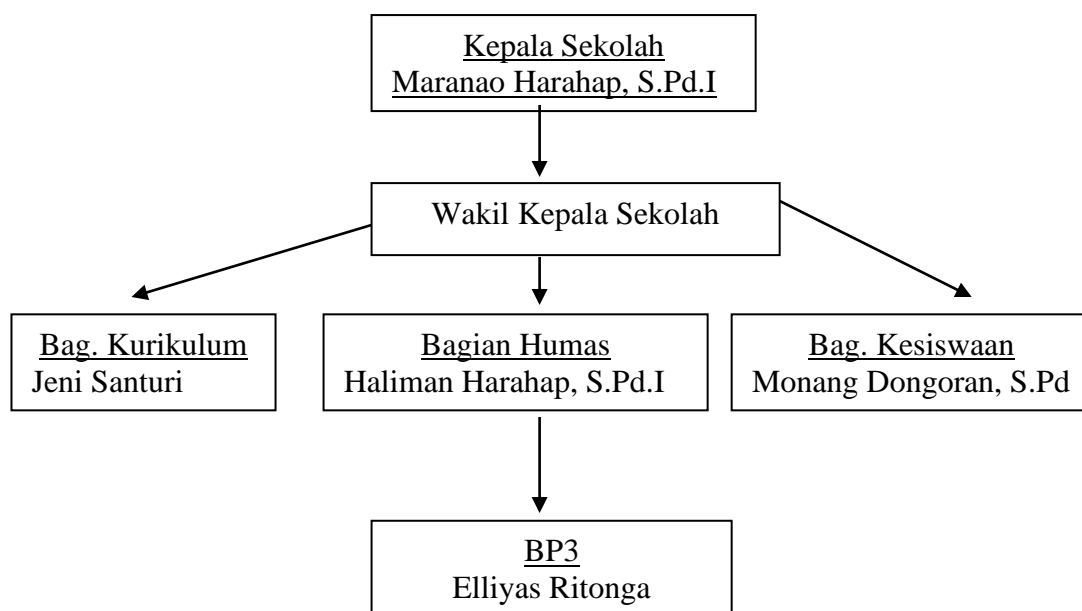 Kepala Sekolah
Maranao Harahap, S.Pd.I
Wakil Kepala Sekolah
Bag. Kurikulum
Jeni Santuri
Bagian Humas
Haliman Harahap, S.Pd.I
Bag. Kesiswaan
Monang Dongoran, S.Pd
BP3
Elliyas Ritonga